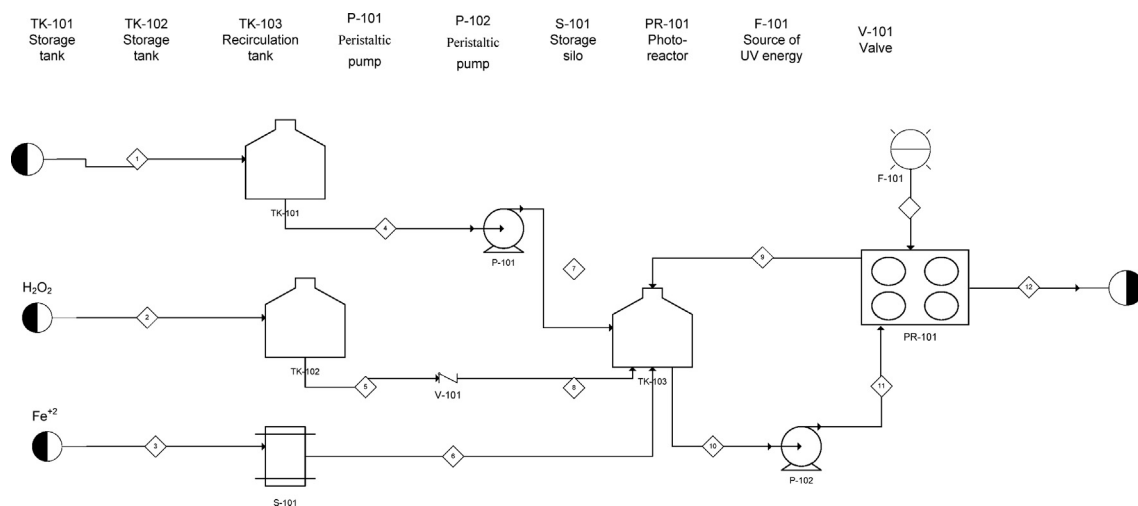 TK-101 TK-102 TK-103 P-101 P-102 S-101 PR-101 F-101 V-101
Storage Storage Recirculation Peristaltic Peristaltic Storage Photo- Source of Valve
tank tank tank pump pump silo reactor UV energy
F-101
1
TK-101
4
P-101
7
9
12
H₂O₂
2
TK-102
5
V-101
8
TK-103
PR-101
11
Fe⁺²
3
S-101
6
10
P-102